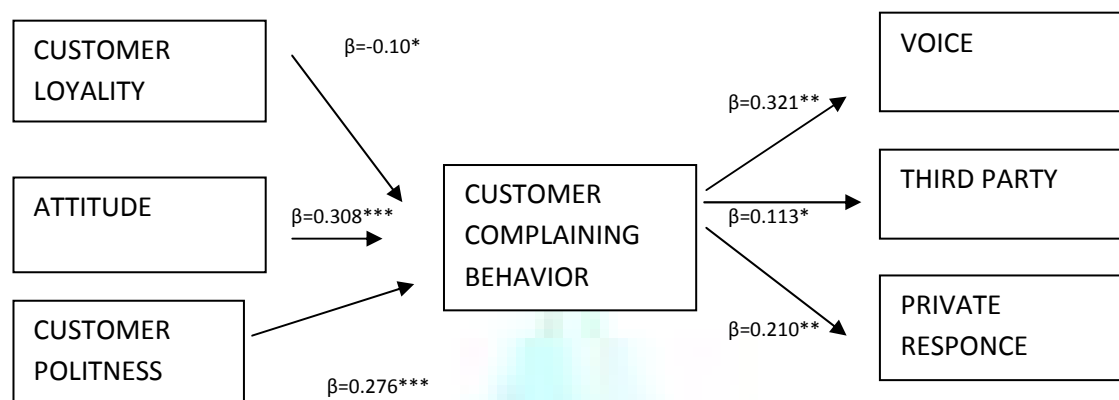 CUSTOMER
LOYALITY
β=-0.10*
ATTITUDE
β=0.308***
CUSTOMER
POLITNESS
β=0.276***
CUSTOMER
COMPLAINING
BEHAVIOR
β=0.321**
β=0.113*
β=0.210**
VOICE
THIRD PARTY
PRIVATE
RESPONCE